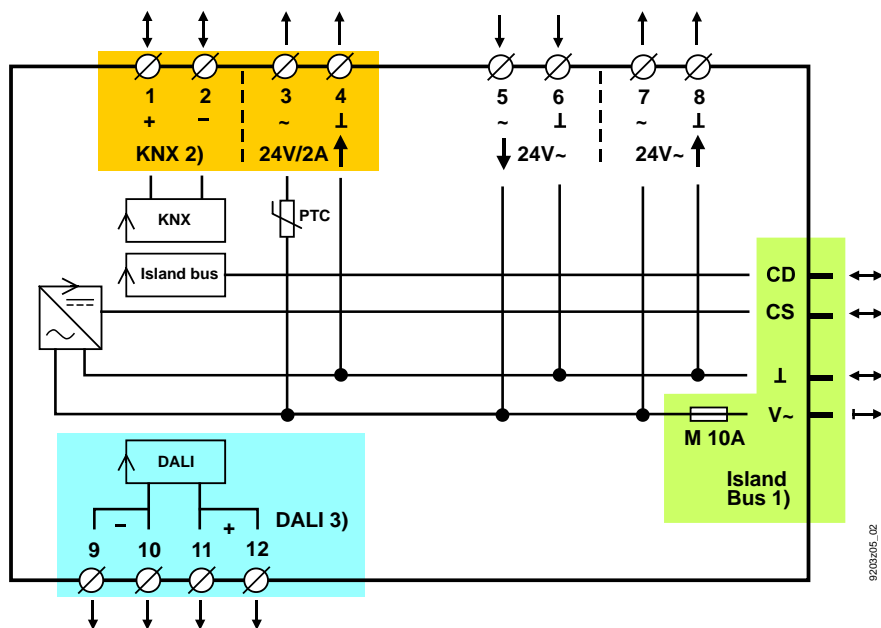 1 2 3 4 5 6 7 8
+ − ~ ⊥ ~ ⊥ ~ ⊥
KNX 2) 24V/2A 24V~ 24V~
KNX
PTC
Island bus
CD
CS
⊥
V~
M 10A
Island
Bus 1)
DALI
− +
DALI 3)
9 10 11 12
9203z05_02